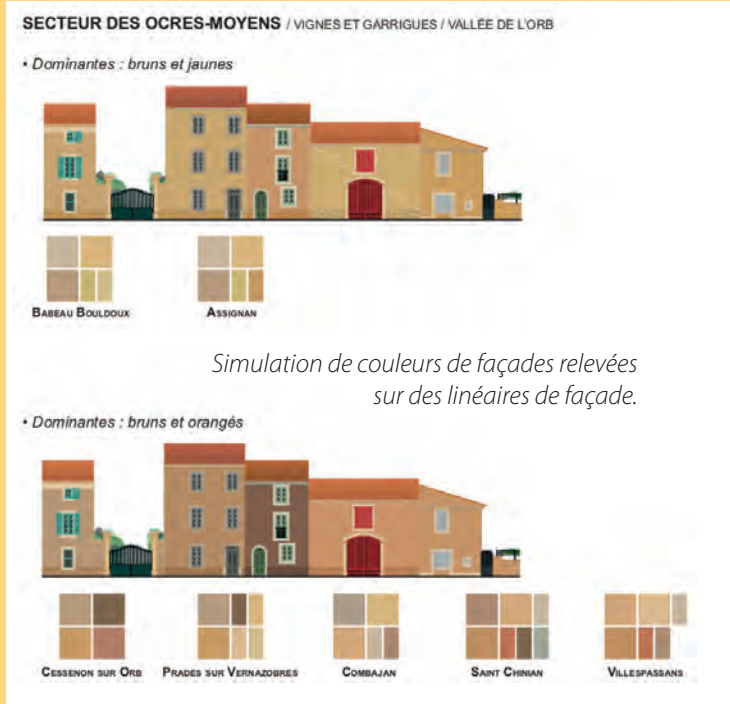 SECTEUR DES OCRES-MOYENS / VIGNES ET GARRIGUES / VALLÉE DE L'ORB
• Dominantes : bruns et jaunes
BABEAU BOULDOUX
ASSIGNAN
Simulation de couleurs de façades relevées
sur des linéaires de façade.
• Dominantes : bruns et orangés
CESSENON SUR ORB
PRADES SUR VERNAZOBRES
COMBAJAN
SAINT CHINIAN
VILLESPASSANS